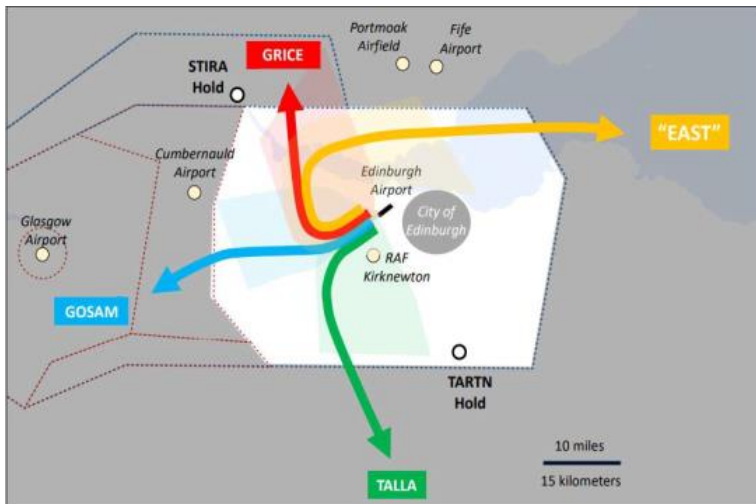 Portmoak
Airfield
Fife
Airport
GRICE
STIRA
Hold
"EAST"
Cumbernauld
Airport
Edinburgh
Airport
City of
Edinburgh
Glasgow
Airport
RAF
Kirknewton
GOSAM
TARTN
Hold
10 miles
15 kilometers
TALLA